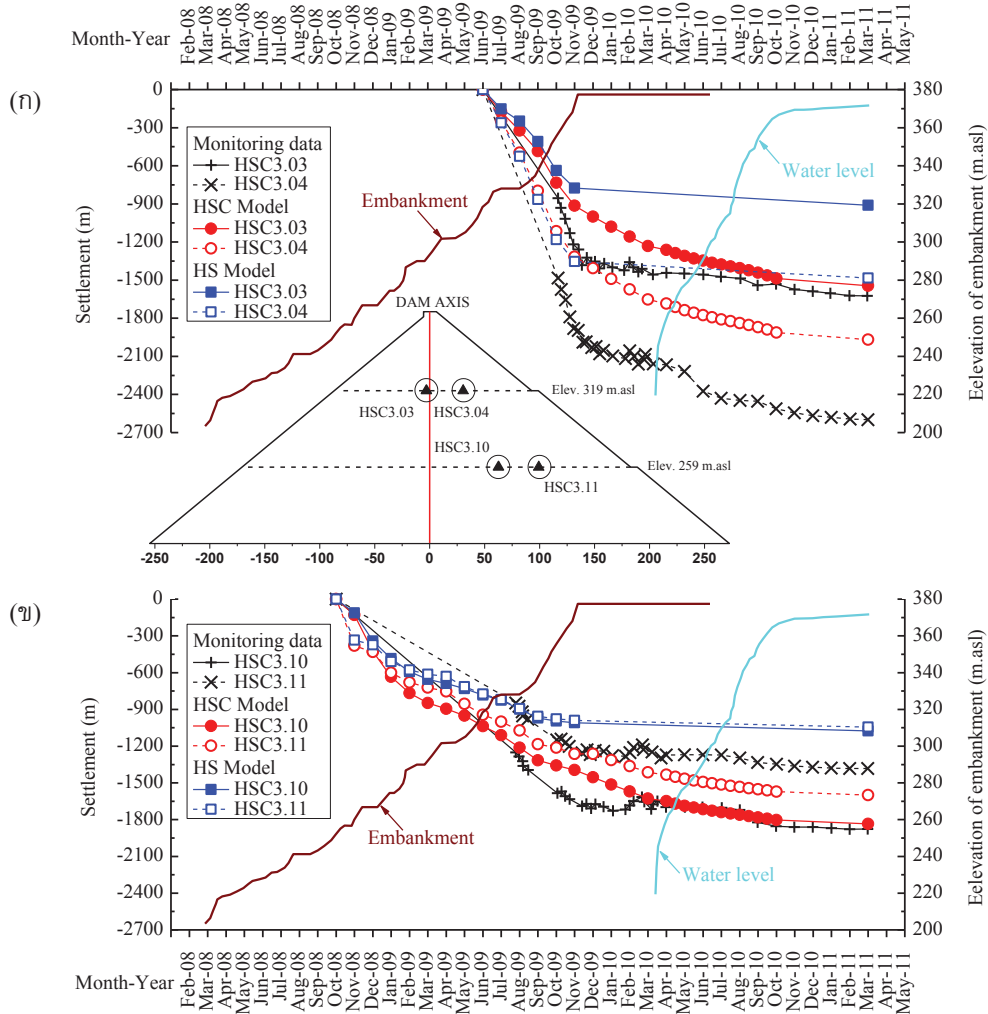 Month-Year
Feb-08
Mar-08
Apr-08
May-08
Jun-08
Jul-08
Aug-08
Sep-08
Oct-08
Nov-08
Dec-08
Jan-09
Feb-09
Mar-09
Apr-09
May-09
Jun-09
Jul-09
Aug-09
Sep-09
Oct-09
Nov-09
Dec-09
Jan-10
Feb-10
Mar-10
Apr-10
May-10
Jun-10
Jul-10
Aug-10
Sep-10
Oct-10
Nov-10
Dec-10
Jan-11
Feb-11
Mar-11
Apr-11
May-11
(ก)
Settlement (m)
0
-300
-600
-900
-1200
-1500
-1800
-2100
-2400
-2700
Monitoring data
HSC3.03
HSC3.04
HSC Model
HSC3.03
HSC3.04
HS Model
HSC3.03
HSC3.04
Embankment
Water level
380
360
340
320
300
280
260
240
220
200
Eelevation of embankment (m.asl)
DAM AXIS
Elev. 319 m.asl
HSC3.03
HSC3.04
HSC3.10
Elev. 259 m.asl
HSC3.11
-250 -200 -150 -100 -50 0 50 100 150 200 250
(ข)
Settlement (m)
0
-300
-600
-900
-1200
-1500
-1800
-2100
-2400
-2700
Monitoring data
HSC3.10
HSC3.11
HSC Model
HSC3.10
HSC3.11
HS Model
HSC3.10
HSC3.11
Embankment
Water level
380
360
340
320
300
280
260
240
220
200
Eelevation of embankment (m.asl)
Month-Year
Feb-08
Mar-08
Apr-08
May-08
Jun-08
Jul-08
Aug-08
Sep-08
Oct-08
Nov-08
Dec-08
Jan-09
Feb-09
Mar-09
Apr-09
May-09
Jun-09
Jul-09
Aug-09
Sep-09
Oct-09
Nov-09
Dec-09
Jan-10
Feb-10
Mar-10
Apr-10
May-10
Jun-10
Jul-10
Aug-10
Sep-10
Oct-10
Nov-10
Dec-10
Jan-11
Feb-11
Mar-11
Apr-11
May-11